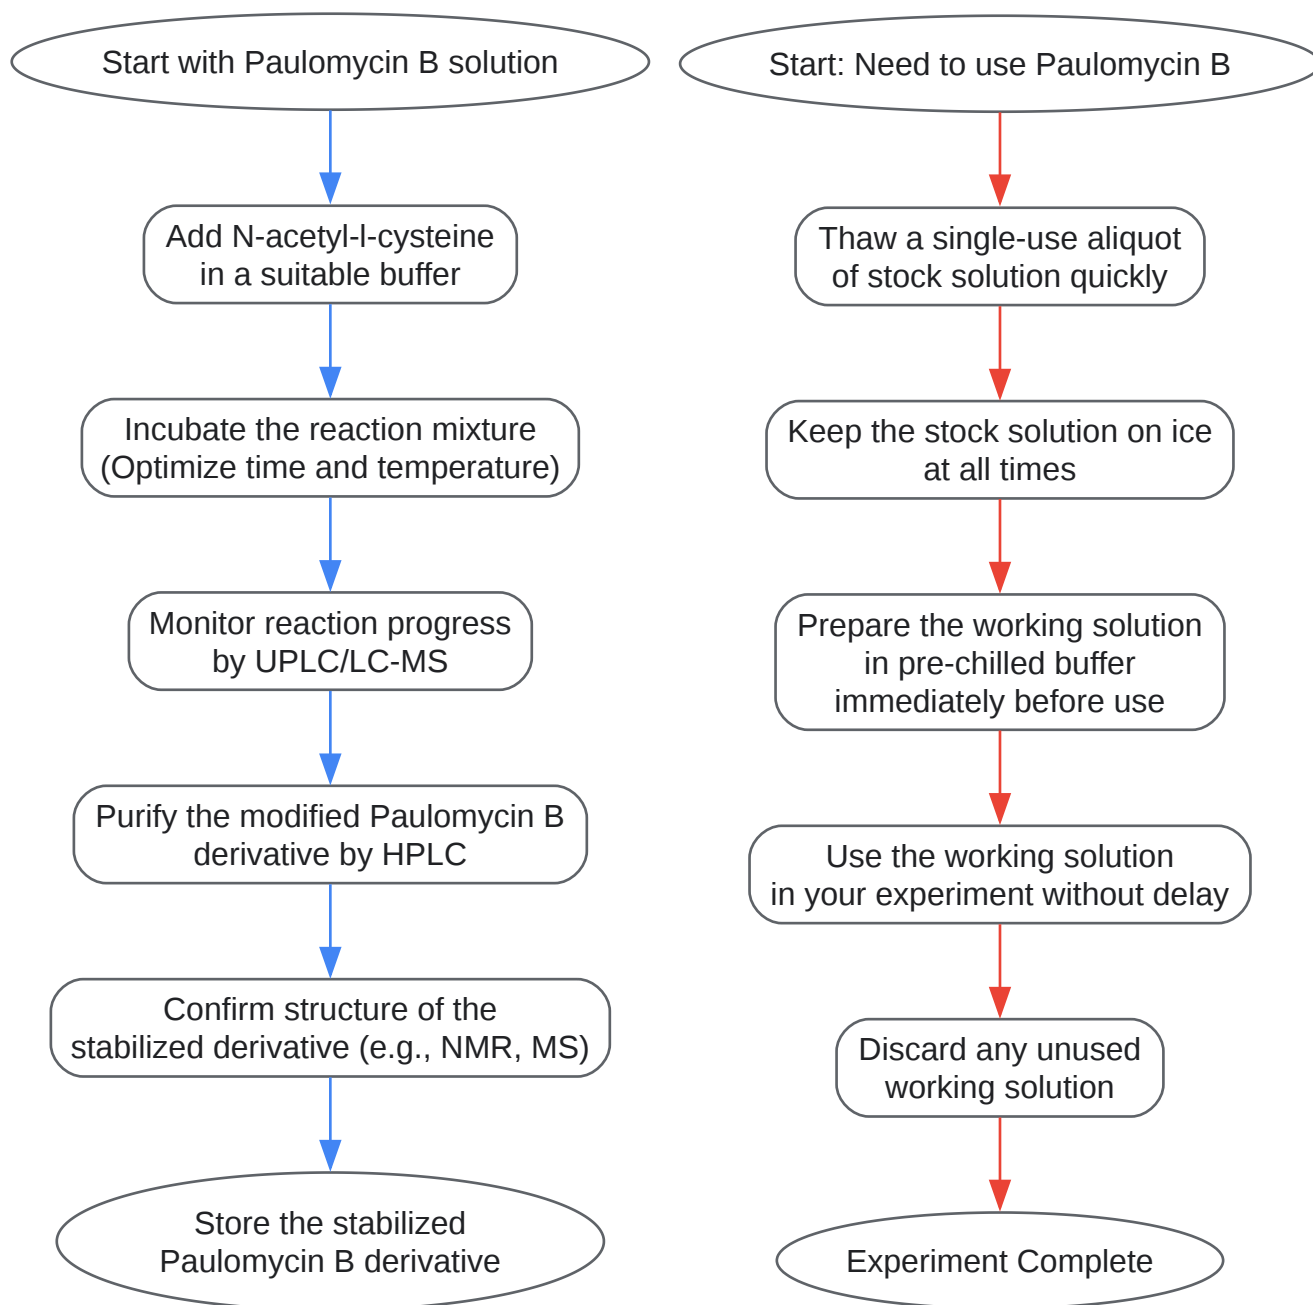 Start with Paulomycin B solution
Add N-acetyl-l-cysteine
in a suitable buffer
Incubate the reaction mixture
(Optimize time and temperature)
Monitor reaction progress
by UPLC/LC-MS
Purify the modified Paulomycin B
derivative by HPLC
Confirm structure of the
stabilized derivative (e.g., NMR, MS)
Store the stabilized
Paulomycin B derivative
Start: Need to use Paulomycin B
Thaw a single-use aliquot
of stock solution quickly
Keep the stock solution on ice
at all times
Prepare the working solution
in pre-chilled buffer
immediately before use
Use the working solution
in your experiment without delay
Discard any unused
working solution
Experiment Complete